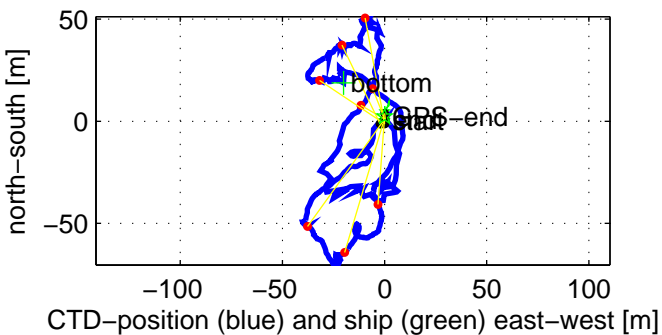 50
0
−50
north−south [m]
bottom
GPS−end
start
−100
−50
0
50
100
CTD−position (blue) and ship (green) east−west [m]